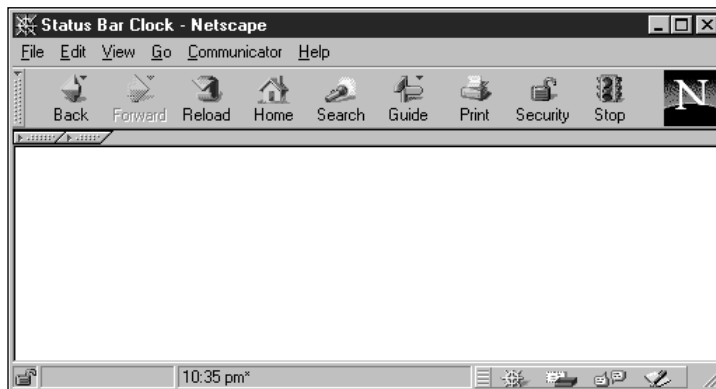 Status Bar Clock - Netscape
File Edit View Go Communicator Help
Back Forward Reload Home Search Guide Print Security Stop
N
10:35 pm*